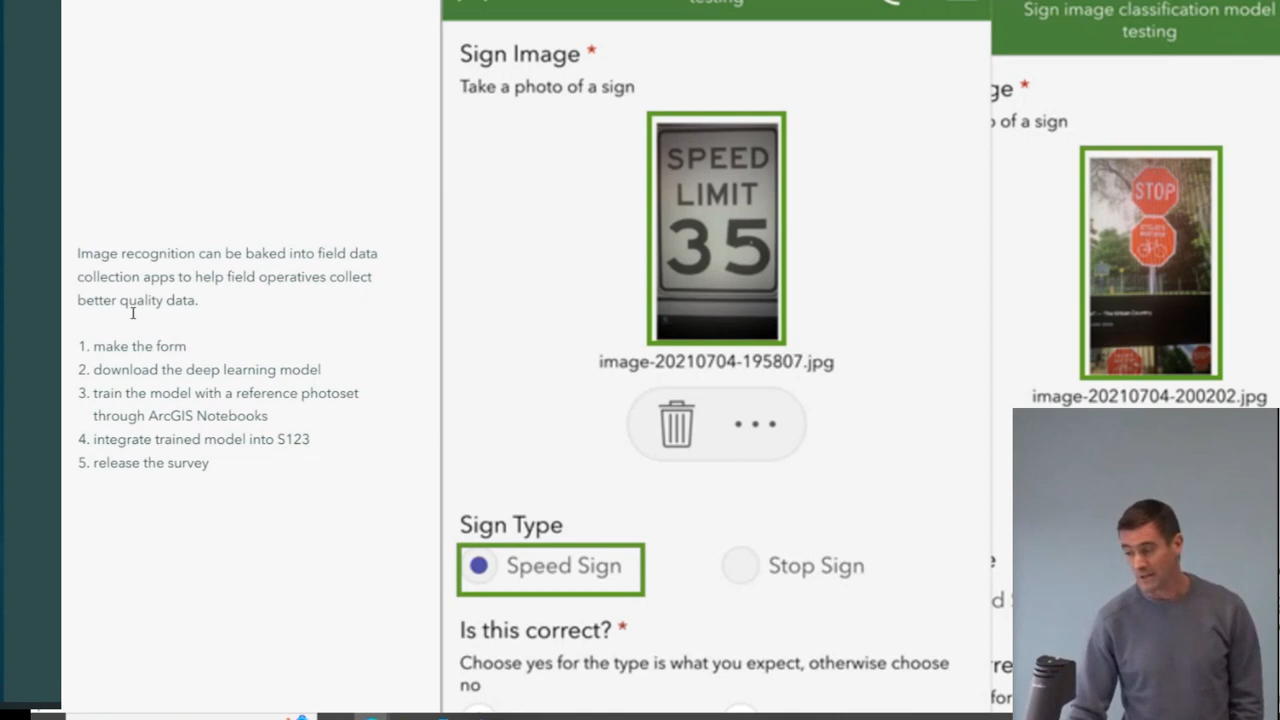 Image recognition can be baked into field data
collection apps to help field operatives collect
better quality data.
1. make the form
2. download the deep learning model
3. train the model with a reference photoset
through ArcGIS Notebooks
4. integrate trained model into S123
5. release the survey
testing
Sign Image *
Take a photo of a sign
SPEED
LIMIT
35
image-20210704-195807.jpg
Sign Type
Speed Sign
Stop Sign
Is this correct? *
Choose yes for the type is what you expect, otherwise choose
no
Sign image classification model
testing
ge *
of a sign
STOP
image-20210704-200202.jpg